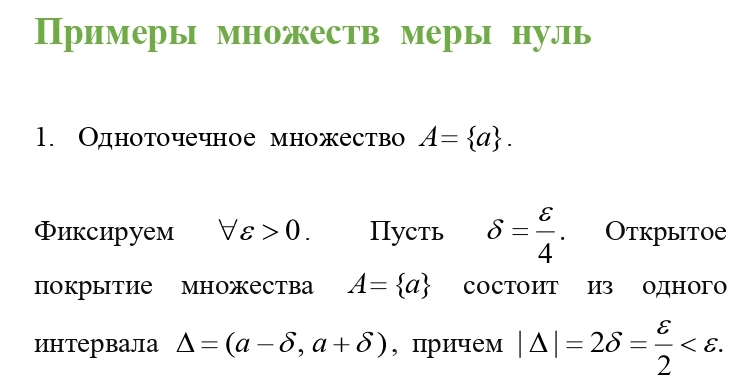 Примеры множеств меры нуль
1. Одноточечное множество A={a}.
Фиксируем ∀ε>0. Пусть δ=ε/4. Открытое
покрытие множества A={a} состоит из одного
интервала Δ=(a−δ, a+δ), причем |Δ|=2δ=ε/2<ε.